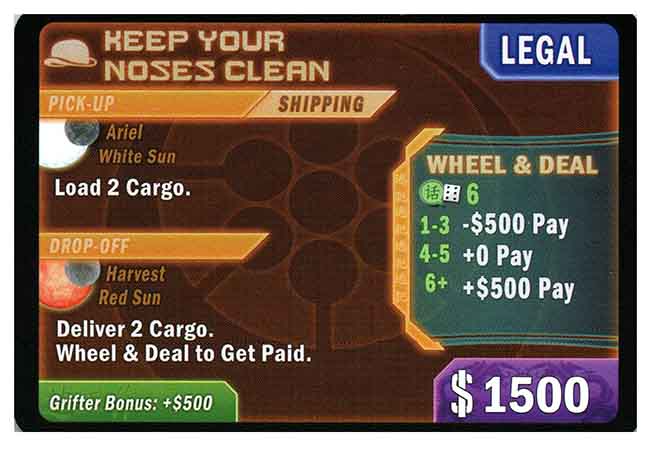 KEEP YOUR
NOSES CLEAN
LEGAL
PICK-UP
SHIPPING
Ariel
White Sun
Load 2 Cargo.
DROP-OFF
Harvest
Red Sun
Deliver 2 Cargo.
Wheel & Deal to Get Paid.
Grifter Bonus: +$500
WHEEL & DEAL
6
1-3 -$500 Pay
4-5 +0 Pay
6+ +$500 Pay
$1500